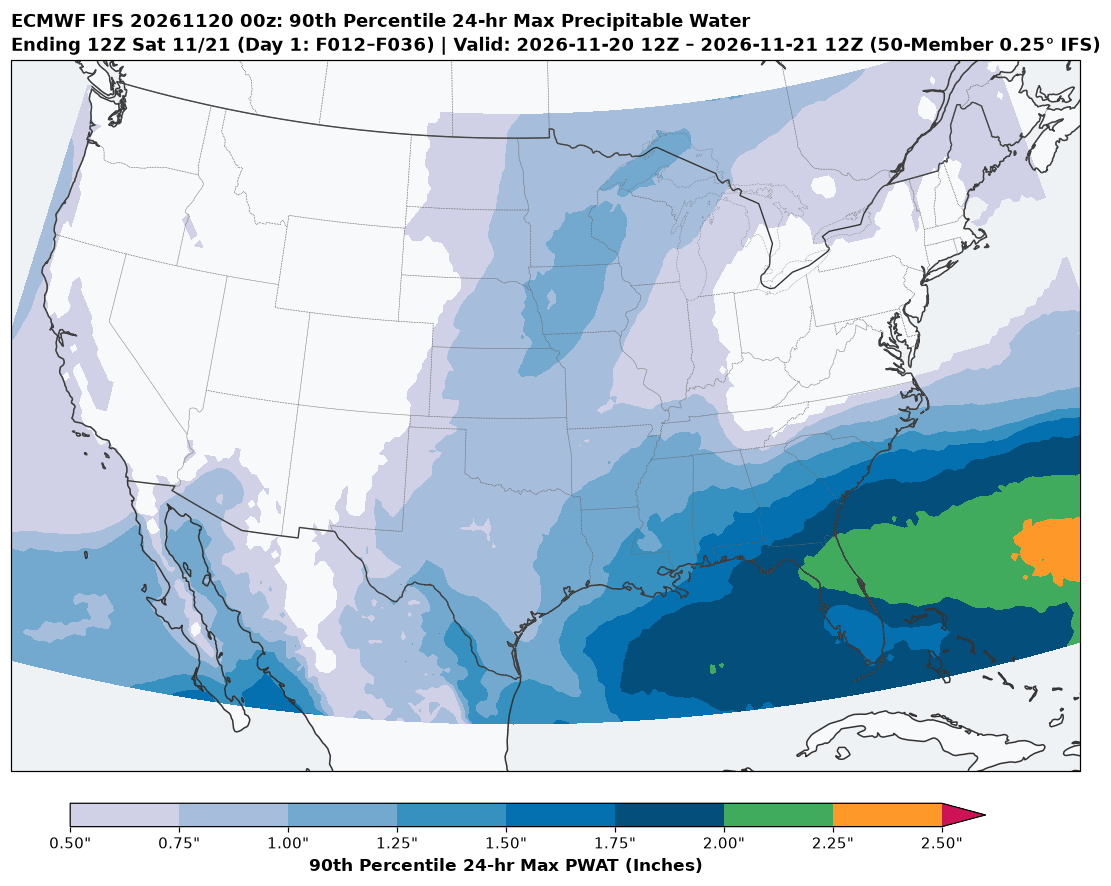 ECMWF IFS 20261120 00z: 90th Percentile 24-hr Max Precipitable Water
Ending 12Z Sat 11/21 (Day 1: F012–F036) | Valid: 2026-11-20 12Z – 2026-11-21 12Z (50-Member 0.25° IFS)
0.50" 0.75" 1.00" 1.25" 1.50" 1.75" 2.00" 2.25" 2.50"
90th Percentile 24-hr Max PWAT (Inches)